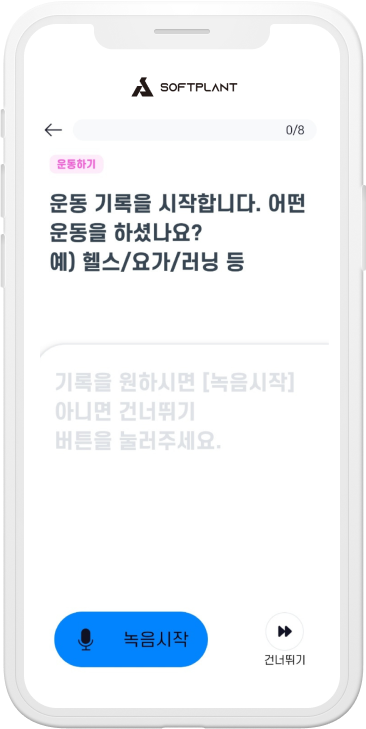 SOFTPLANT
0/8
운동하기
운동 기록을 시작합니다. 어떤
운동을 하셨나요?
예) 헬스/요가/러닝 등
기록을 원하시면 [녹음시작]
아니면 건너뛰기
버튼을 눌러주세요.
녹음시작
건너뛰기